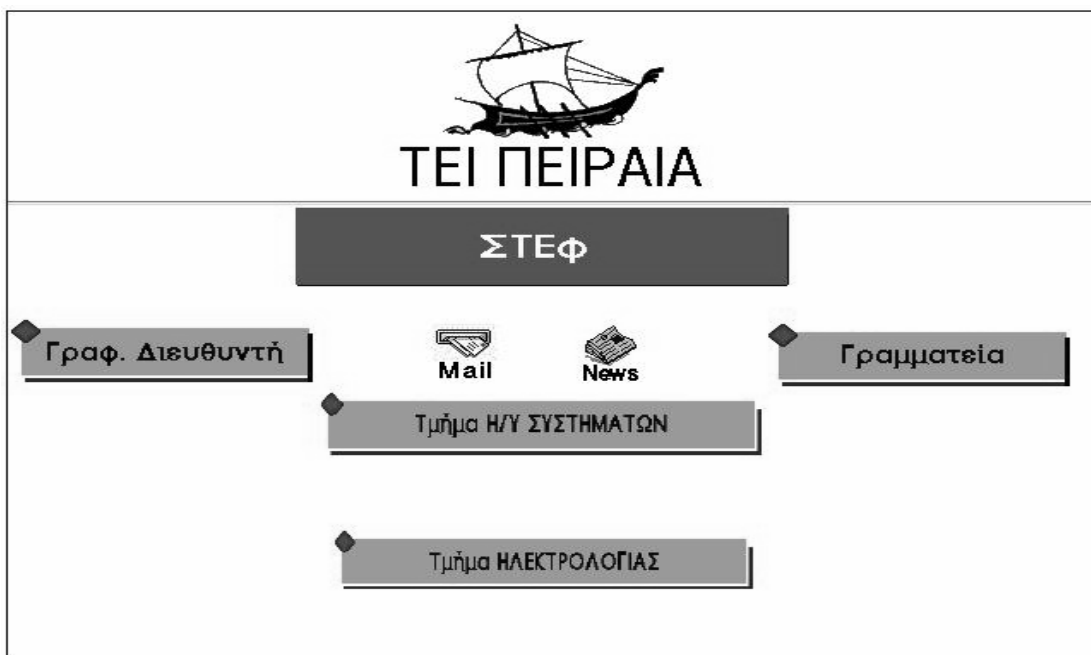 ΤΕΙ ΠΕΙΡΑΙΑ
ΣΤΕφ
Γραφ. Διευθυντή
Mail
News
Γραμματεία
Τμήμα Η/Υ ΣΥΣΤΗΜΑΤΩΝ
Τμήμα ΗΛΕΚΤΡΟΛΟΓΙΑΣ